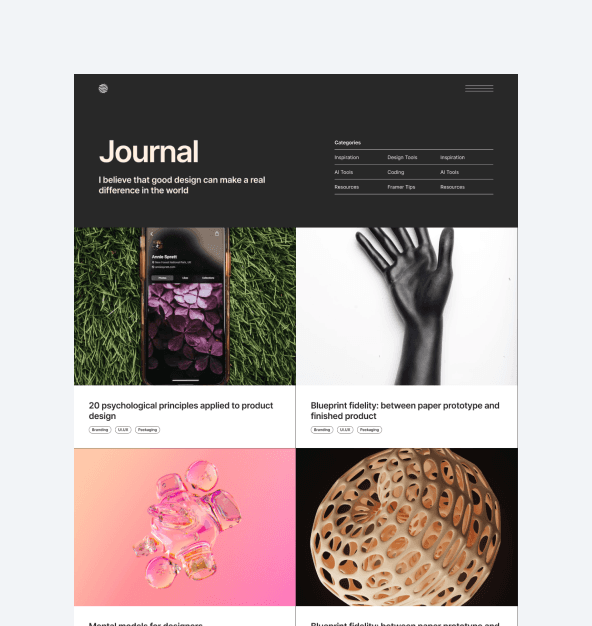 Journal
I believe that good design can make a real
difference in the world
Categories
Inspiration Design Tools Inspiration
AI Tools Coding AI Tools
Resources Framer Tips Resources
Annie Spratt
20 psychological principles applied to product
design
Branding UI.UX Packaging
Blueprint fidelity: between paper prototype and
finished product
Branding UI.UX Packaging
Mental models for designers
Blueprint fidelity: between paper prototype and